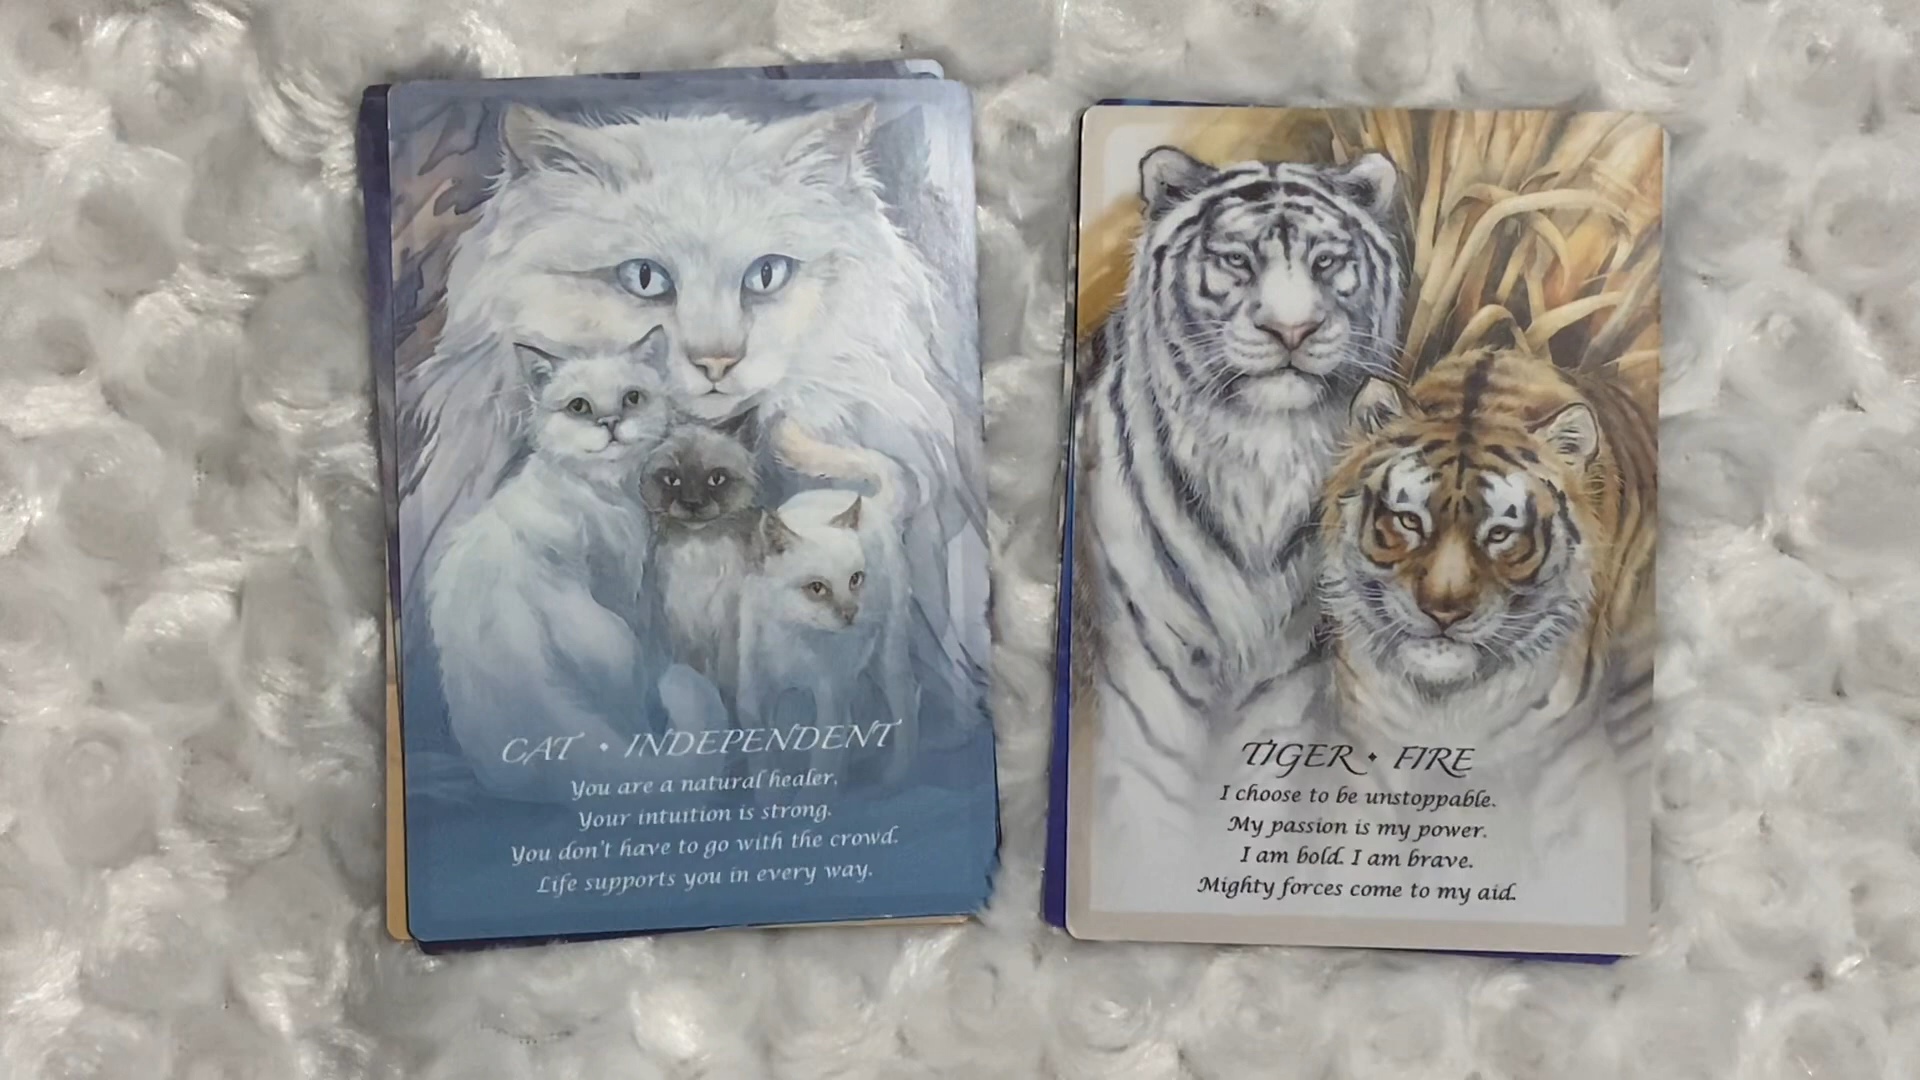 CAT • INDEPENDENT
You are a natural healer.
Your intuition is strong.
You don't have to go with the crowd.
Life supports you in every way.
TIGER • FIRE
I choose to be unstoppable.
My passion is my power.
I am bold. I am brave.
Mighty forces come to my aid.